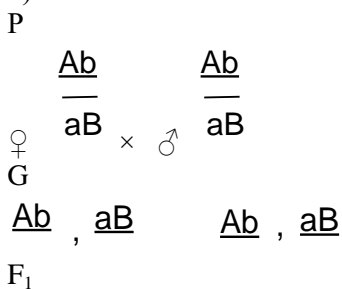 P
Ab Ab
♀ aB × ♂ aB
G
Ab , aB Ab , aB
F₁